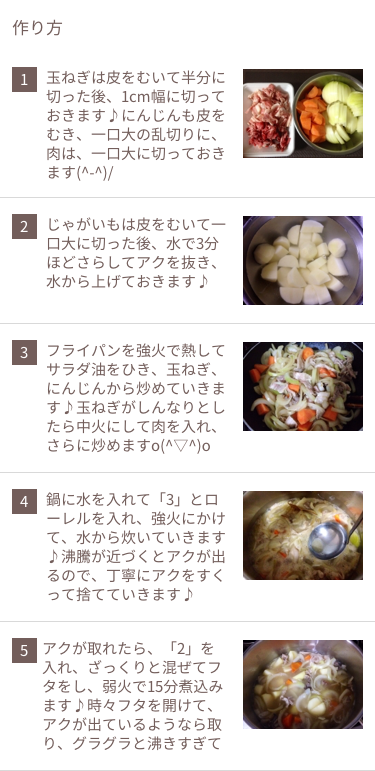 作り方
1
玉ねぎは皮をむいて半分に
切った後、1cm幅に切って
おきます♪にんじんも皮を
むき、一口大の乱切りに、
肉は、一口大に切っておき
ます(^-^)/
2
じゃがいもは皮をむいて一
口大に切った後、水で3分
ほどさらしてアクを抜き、
水から上げておきます♪
3
フライパンを強火で熱して
サラダ油をひき、玉ねぎ、
にんじんから炒めていきま
す♪玉ねぎがしんなりとし
たら中火にして肉を入れ、
さらに炒めますo(^▽^)o
4
鍋に水を入れて「3」とロ
ーレルを入れ、強火にかけ
て、水から炊いていきます
♪沸騰が近づくとアクが出
るので、丁寧にアクをすく
って捨てていきます♪
5
アクが取れたら、「2」を
入れ、ざっくりと混ぜてフ
タをし、弱火で15分煮込み
ます♪時々フタを開けて、
アクが出ているようなら取
り、グラグラと沸きすぎて